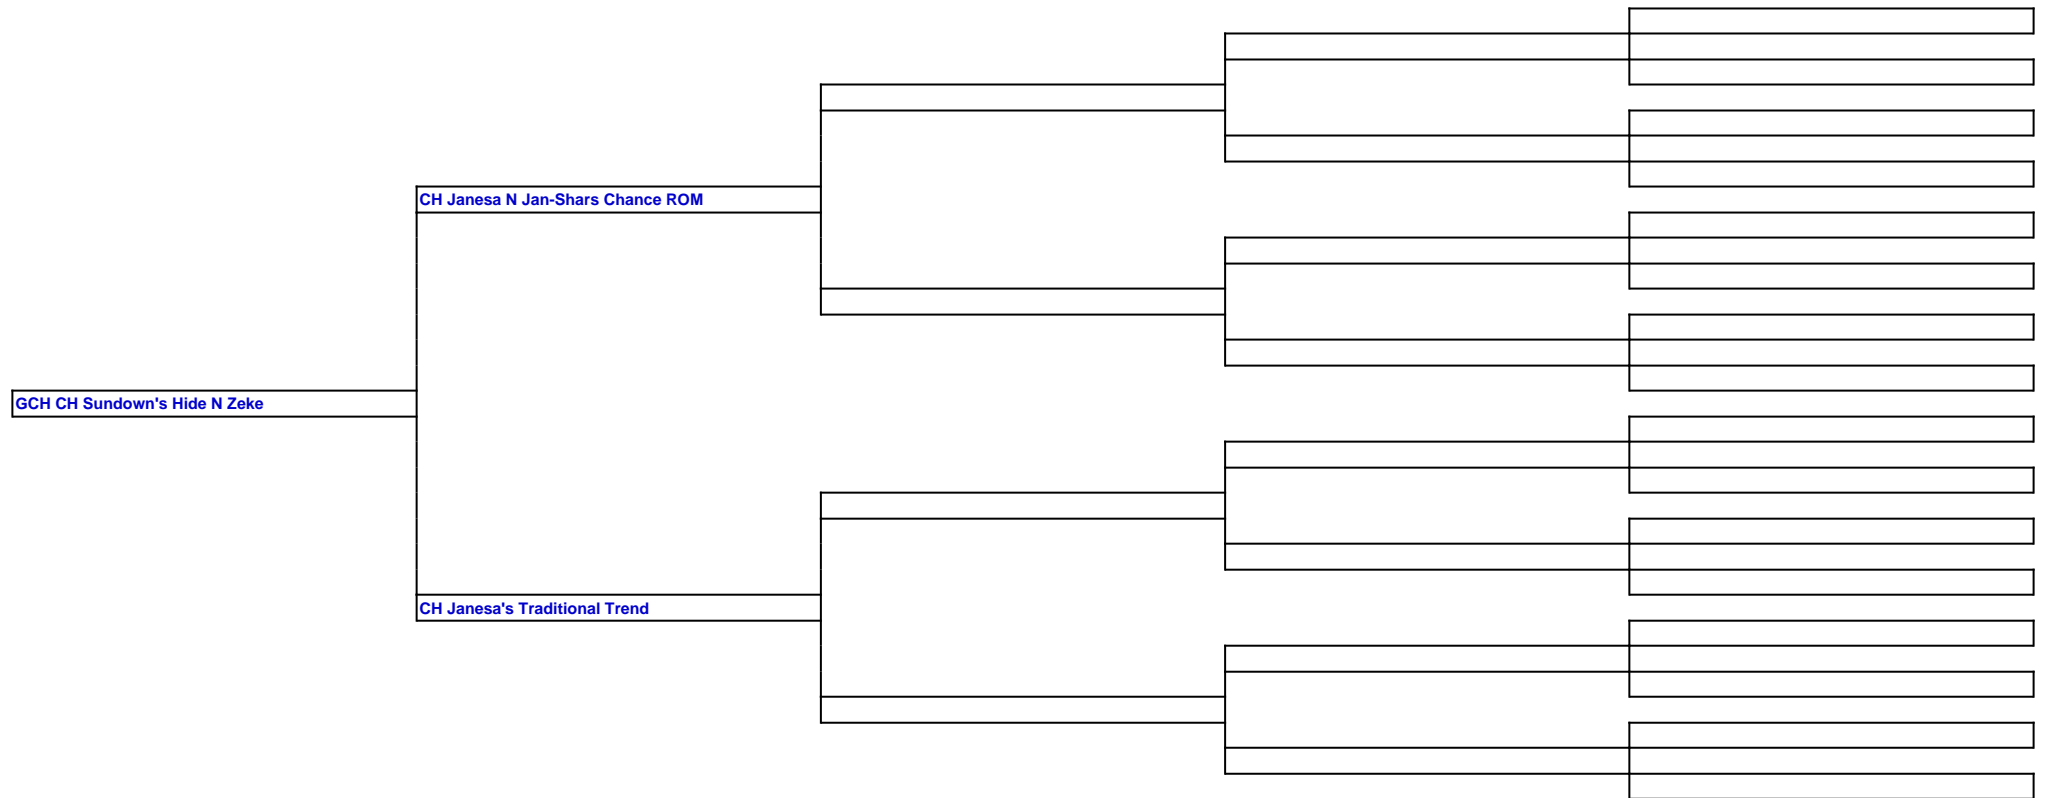 CH Janesa N Jan-Shars Chance ROM
GCH CH Sundown's Hide N Zeke
CH Janesa's Traditional Trend